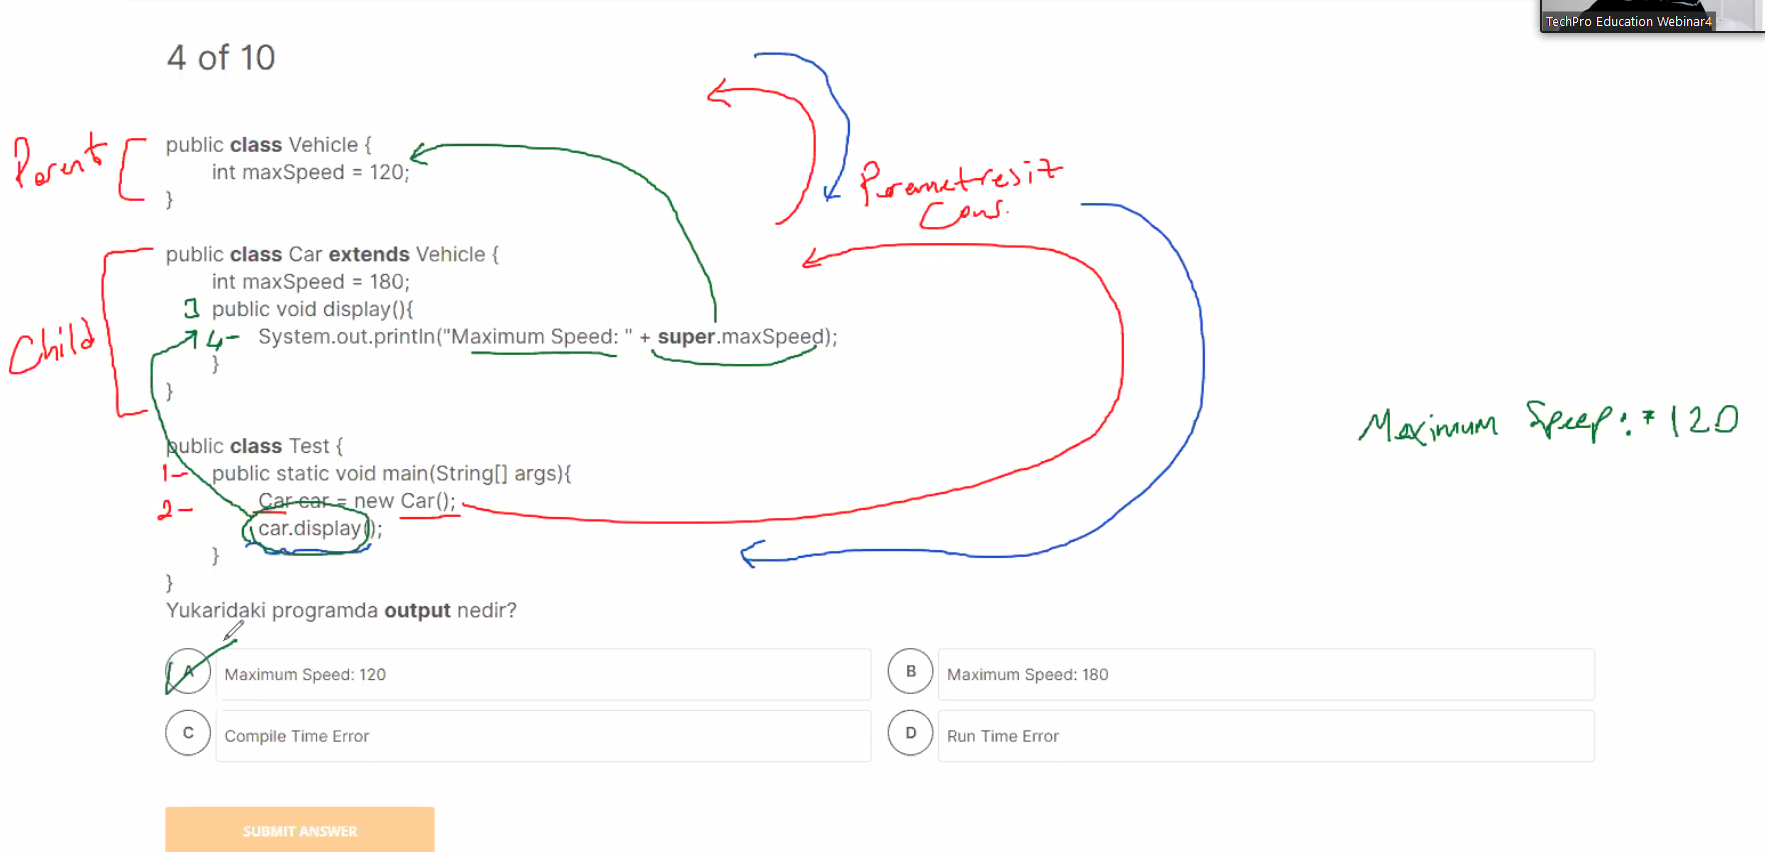 TechPro Education Webinar4
4 of 10
Parent
public class Vehicle {
int maxSpeed = 120;
}
Parametresiz
Cons.
public class Car extends Vehicle {
int maxSpeed = 180;
3 public void display(){
4- System.out.println("Maximum Speed: " + super.maxSpeed);
}
}
Child
public class Test {
1- public static void main(String[] args){
2- Car car = new Car();
car.display();
}
}
Maximum Speep: 120
Yukaridaki programda output nedir?
A Maximum Speed: 120
B Maximum Speed: 180
C Compile Time Error
D Run Time Error
SUBMIT ANSWER